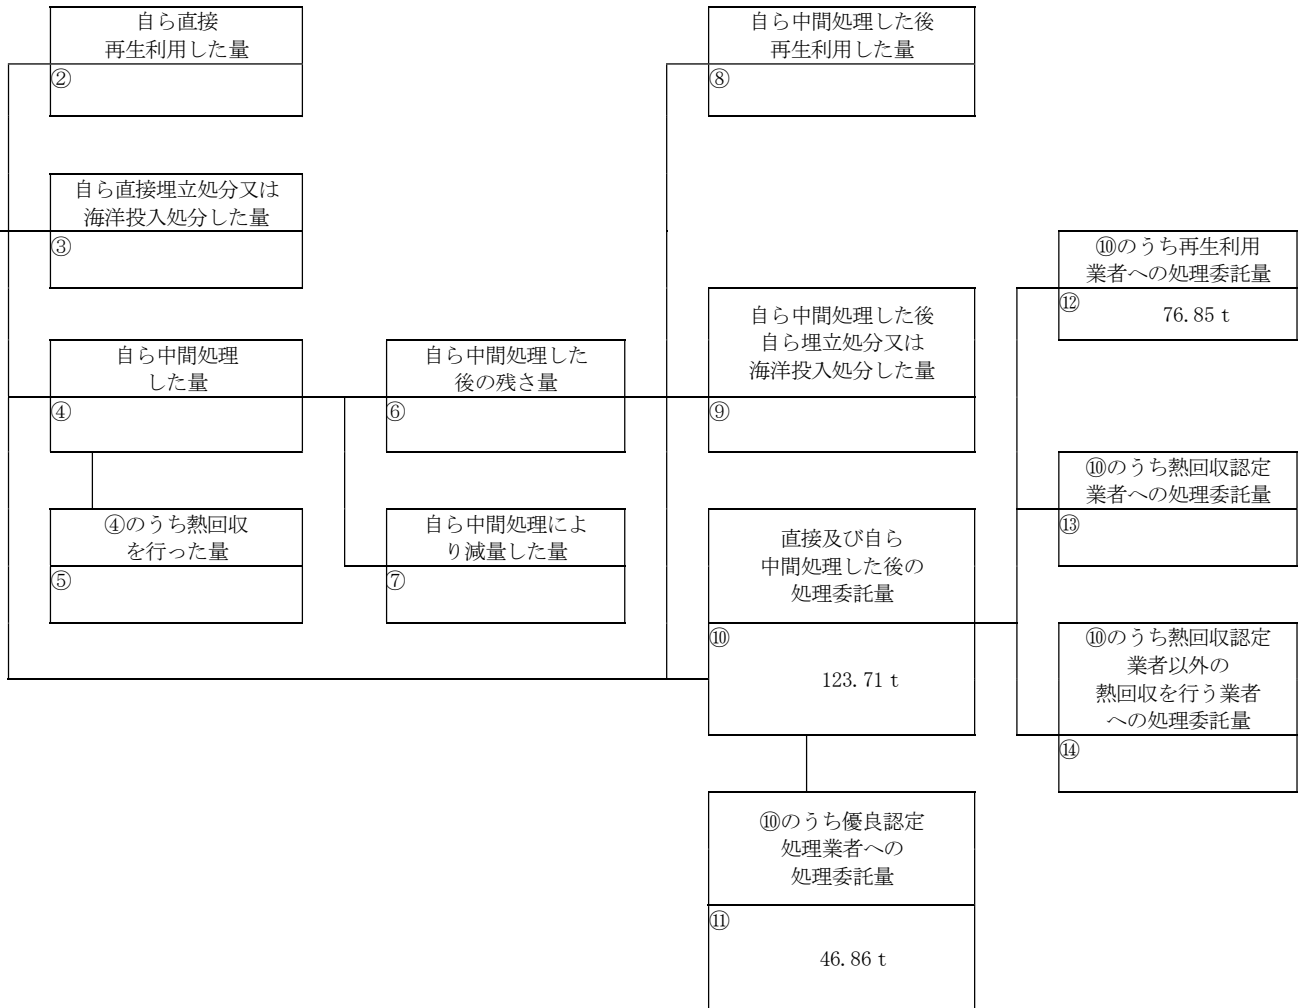 自ら直接
再生利用した量
②
自ら中間処理した後
再生利用した量
⑧
自ら直接埋立処分又は
海洋投入処分した量
③
⑩のうち再生利用
業者への処理委託量
⑫
76.85 t
自ら中間処理した後
自ら埋立処分又は
海洋投入処分した量
⑨
自ら中間処理
した量
④
自ら中間処理した
後の残さ量
⑥
⑩のうち熱回収認定
業者への処理委託量
⑬
④のうち熱回収
を行った量
⑤
自ら中間処理によ
り減量した量
⑦
直接及び自ら
中間処理した後の
処理委託量
⑩
123.71 t
⑩のうち熱回収認定
業者以外の
熱回収を行う業者
への処理委託量
⑭
⑩のうち優良認定
処理業者への
処理委託量
⑪
46.86 t